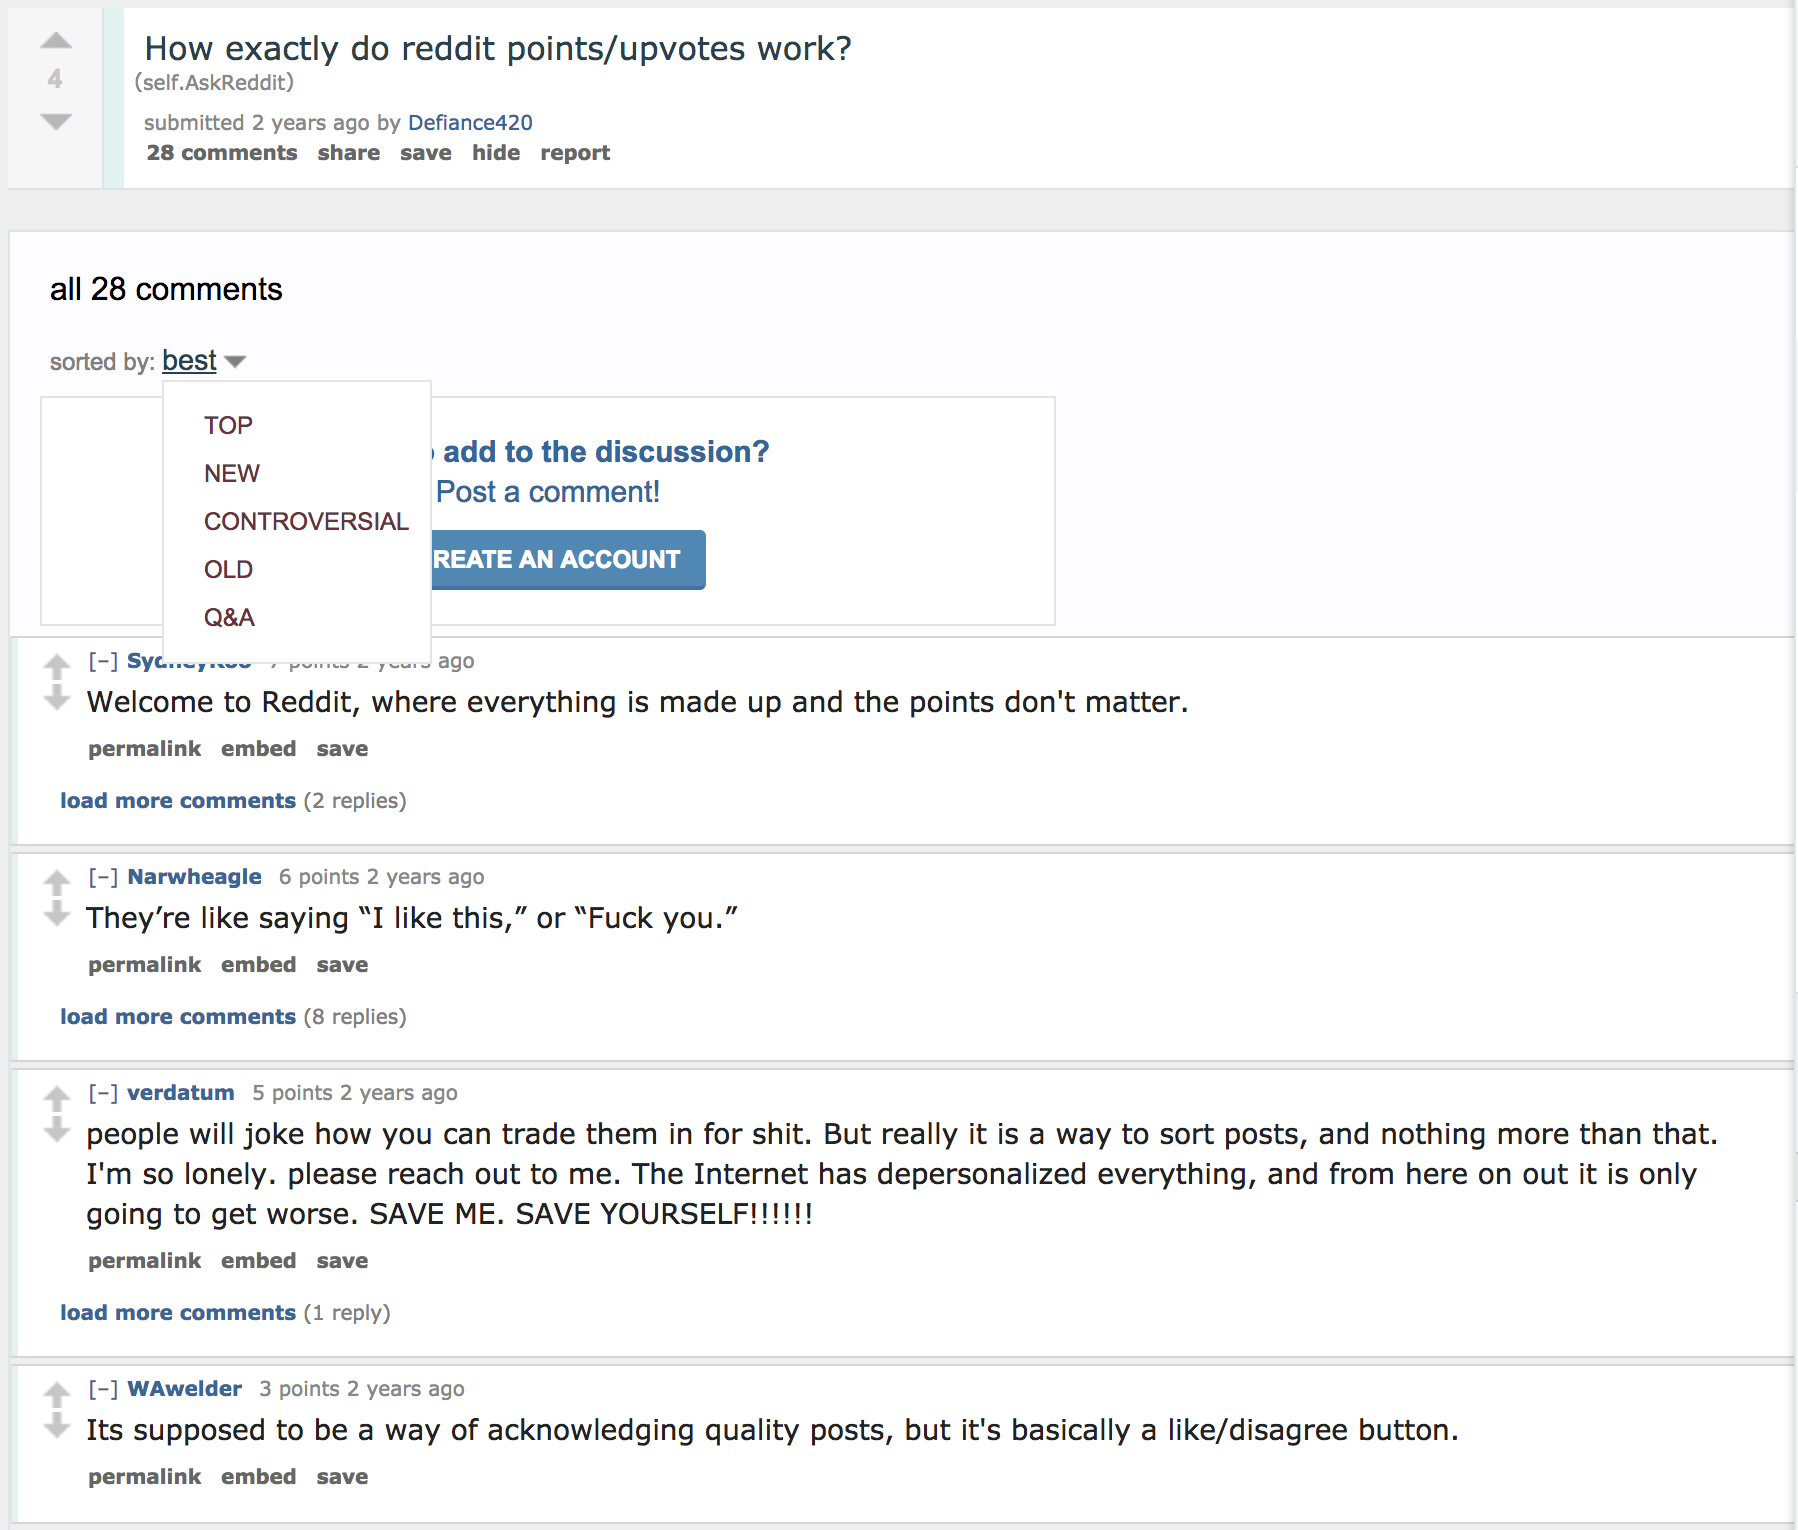 How exactly do reddit points/upvotes work?
4
(self.AskReddit)
submitted 2 years ago by Defiance420
28 comments share save hide report
all 28 comments
sorted by: best
TOP
NEW
CONTROVERSIAL
OLD
Q&A
add to the discussion?
Post a comment!
REATE AN ACCOUNT
[–] 7 points 2 years ago
Welcome to Reddit, where everything is made up and the points don't matter.
permalink embed save
load more comments (2 replies)
[–] Narwheagle 6 points 2 years ago
They’re like saying “I like this,” or “Fuck you.”
permalink embed save
load more comments (8 replies)
[–] verdatum 5 points 2 years ago
people will joke how you can trade them in for shit. But really it is a way to sort posts, and nothing more than that.
I'm so lonely. please reach out to me. The Internet has depersonalized everything, and from here on out it is only
going to get worse. SAVE ME. SAVE YOURSELF!!!!!!
permalink embed save
load more comments (1 reply)
[–] WAwelder 3 points 2 years ago
Its supposed to be a way of acknowledging quality posts, but it's basically a like/disagree button.
permalink embed save